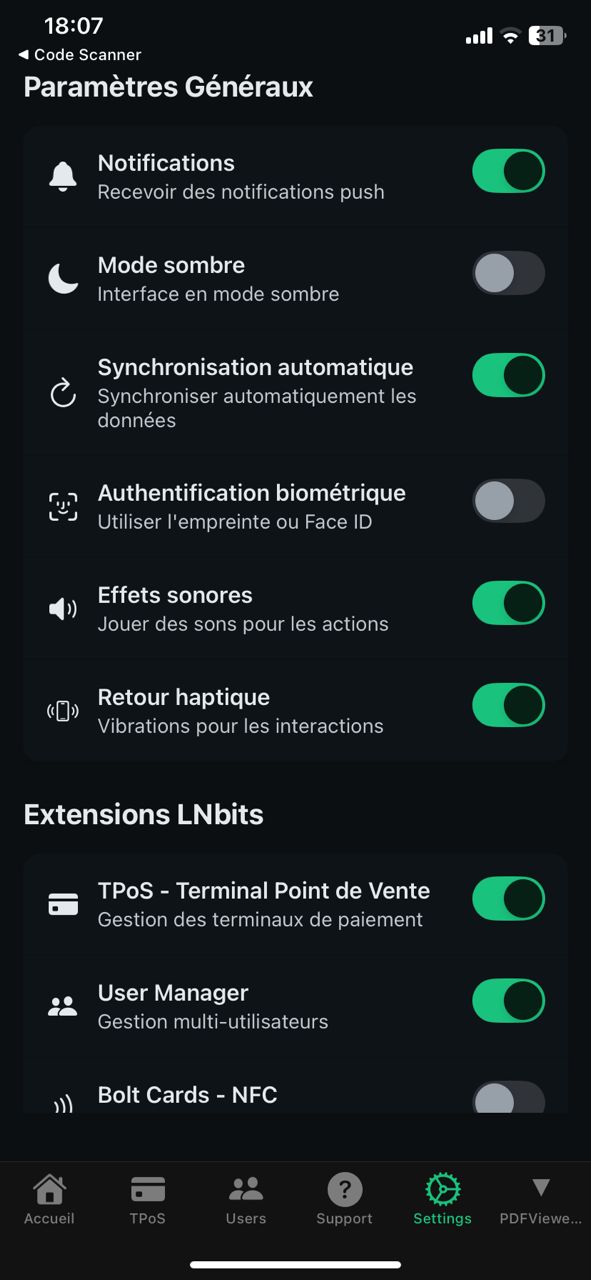 18:07
31
◀ Code Scanner
Paramètres Généraux
Notifications
Recevoir des notifications push
Mode sombre
Interface en mode sombre
Synchronisation automatique
Synchroniser automatiquement les
données
Authentification biométrique
Utiliser l'empreinte ou Face ID
Effets sonores
Jouer des sons pour les actions
Retour haptique
Vibrations pour les interactions
Extensions LNbits
TPoS - Terminal Point de Vente
Gestion des terminaux de paiement
User Manager
Gestion multi-utilisateurs
Bolt Cards - NFC
Accueil
TPoS
Users
Support
Settings
PDFViewe...